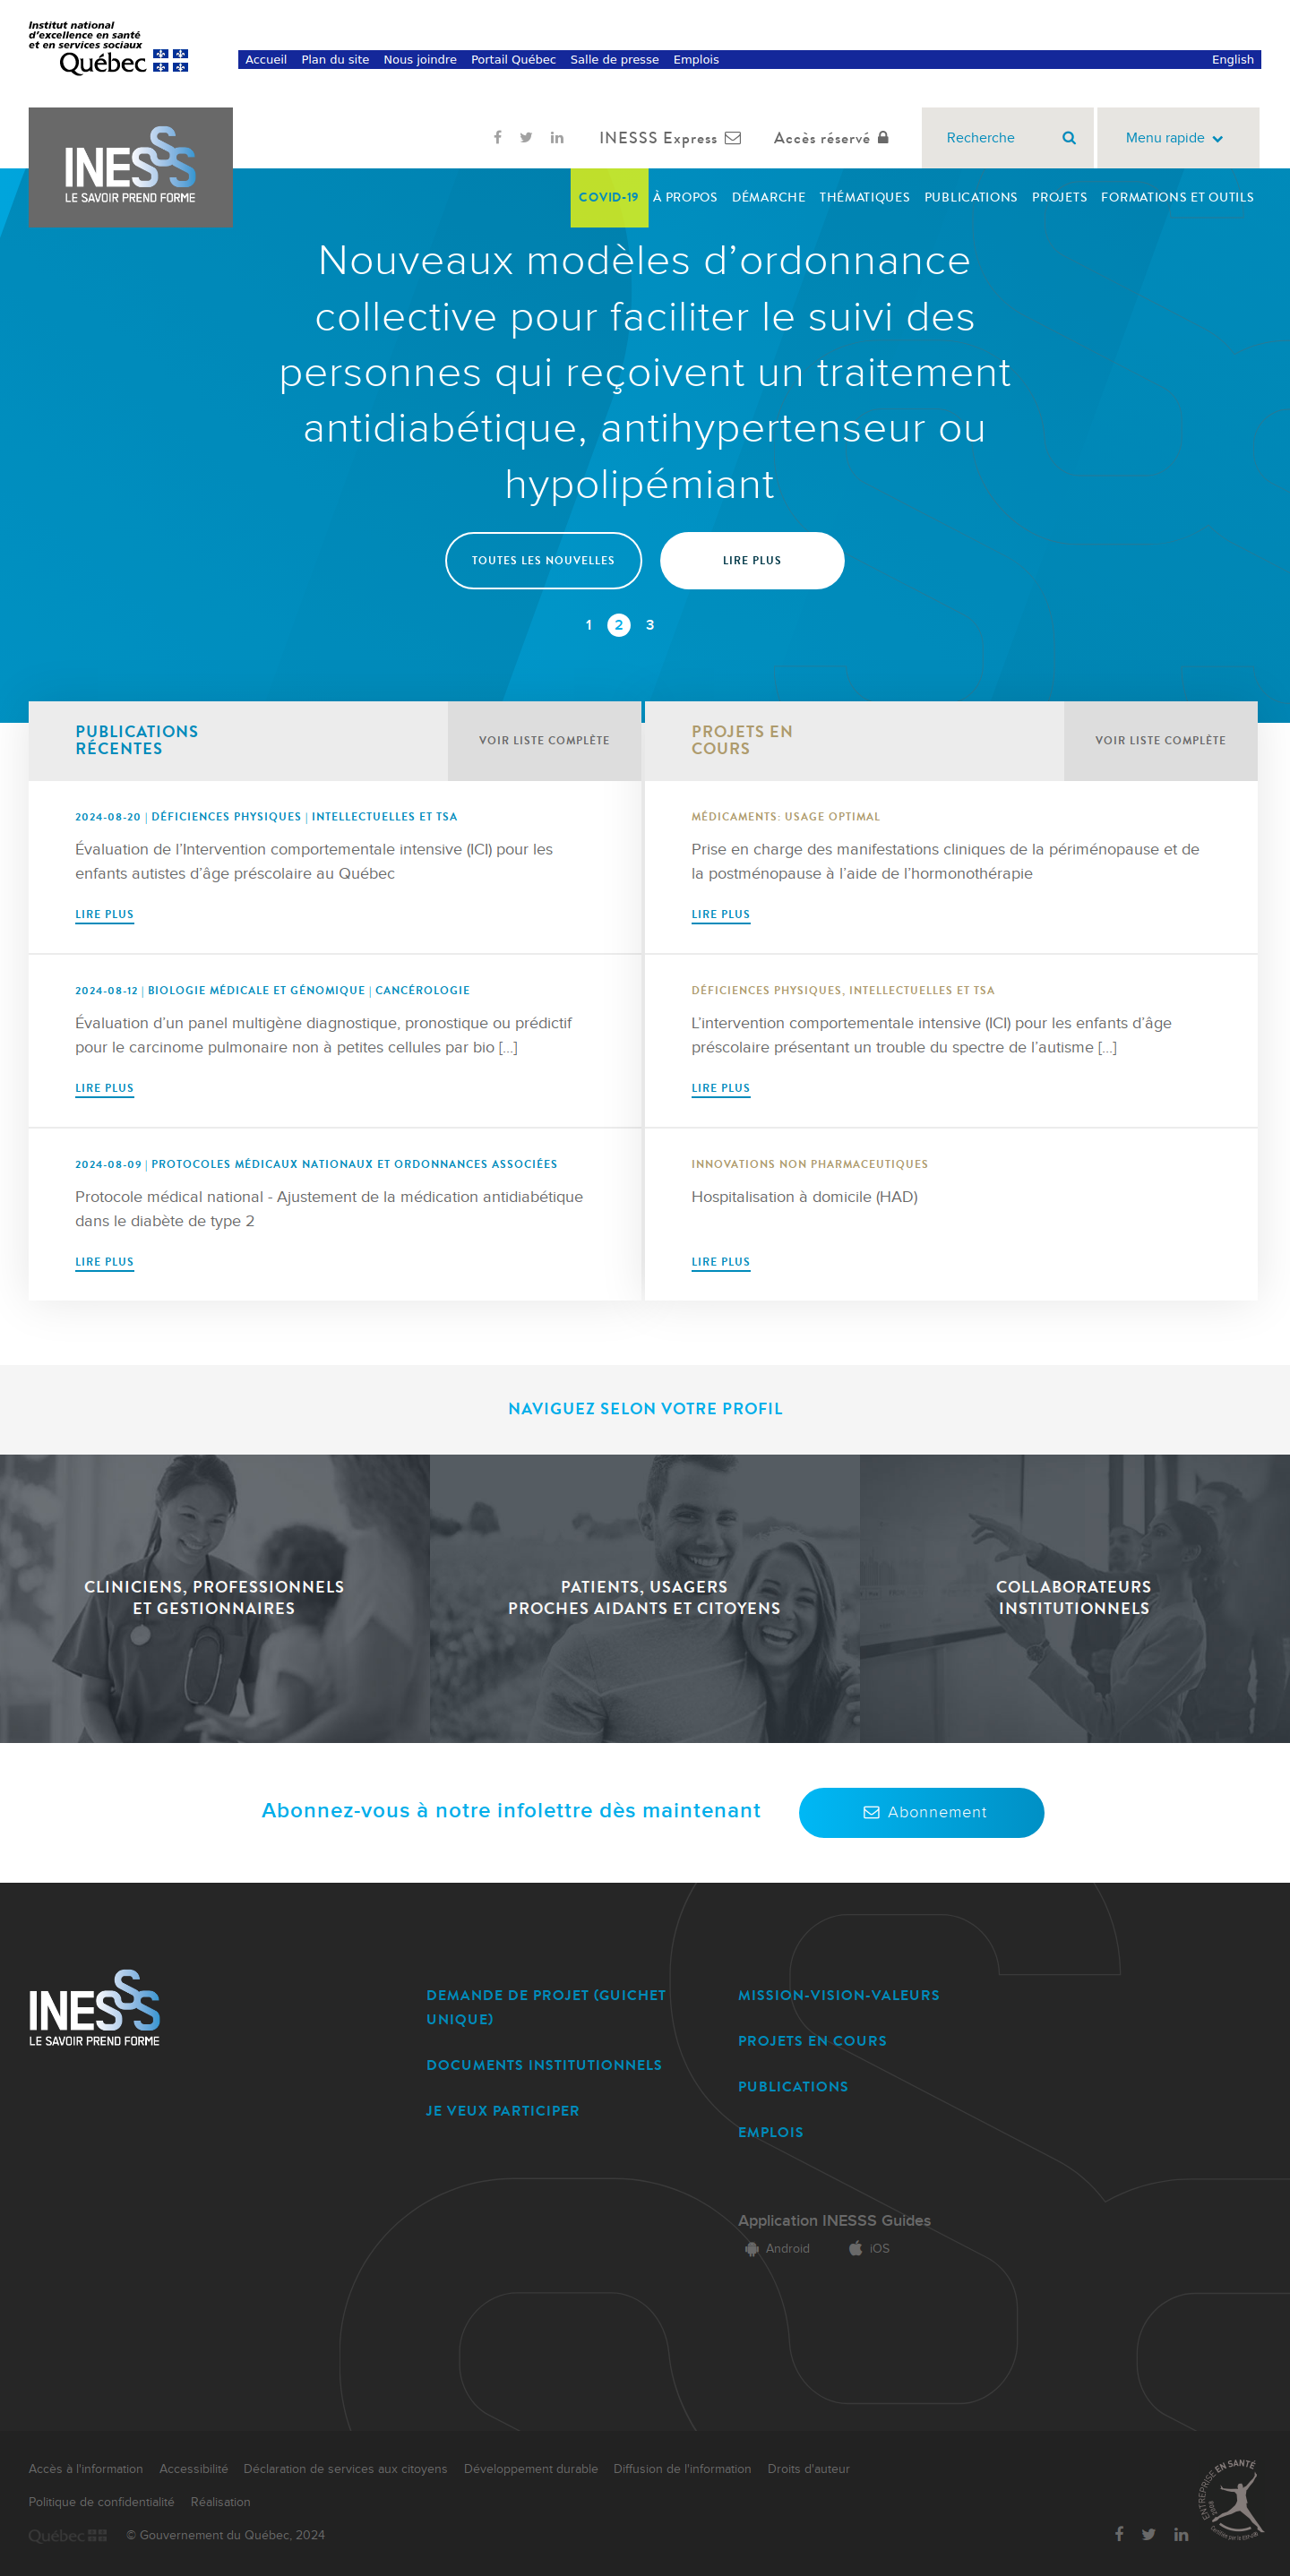 Institut national
d'excellence en santé
et en services sociaux
Québec
Accueil Plan du site Nous joindre Portail Québec Salle de presse Emplois English
INESSS
LE SAVOIR PREND FORME
INESSS Express Accès réservé Recherche Menu rapide
COVID-19 À PROPOS DÉMARCHE THÉMATIQUES PUBLICATIONS PROJETS FORMATIONS ET OUTILS
Nouveaux modèles d’ordonnance
collective pour faciliter le suivi des
personnes qui reçoivent un traitement
antidiabétique, antihypertenseur ou
hypolipémiant
TOUTES LES NOUVELLES LIRE PLUS
1 2 3
PUBLICATIONS
RÉCENTES
VOIR LISTE COMPLÈTE
2024-08-20 | DÉFICIENCES PHYSIQUES | INTELLECTUELLES ET TSA
Évaluation de l’Intervention comportementale intensive (ICI) pour les
enfants autistes d’âge préscolaire au Québec
LIRE PLUS
2024-08-12 | BIOLOGIE MÉDICALE ET GÉNOMIQUE | CANCÉROLOGIE
Évaluation d’un panel multigène diagnostique, pronostique ou prédictif
pour le carcinome pulmonaire non à petites cellules par bio [...]
LIRE PLUS
2024-08-09 | PROTOCOLES MÉDICAUX NATIONAUX ET ORDONNANCES ASSOCIÉES
Protocole médical national - Ajustement de la médication antidiabétique
dans le diabète de type 2
LIRE PLUS
PROJETS EN
COURS
VOIR LISTE COMPLÈTE
MÉDICAMENTS: USAGE OPTIMAL
Prise en charge des manifestations cliniques de la périménopause et de
la postménopause à l’aide de l’hormonothérapie
LIRE PLUS
DÉFICIENCES PHYSIQUES, INTELLECTUELLES ET TSA
L’intervention comportementale intensive (ICI) pour les enfants d’âge
préscolaire présentant un trouble du spectre de l’autisme [...]
LIRE PLUS
INNOVATIONS NON PHARMACEUTIQUES
Hospitalisation à domicile (HAD)
LIRE PLUS
NAVIGUEZ SELON VOTRE PROFIL
CLINICIENS, PROFESSIONNELS
ET GESTIONNAIRES
PATIENTS, USAGERS
PROCHES AIDANTS ET CITOYENS
COLLABORATEURS
INSTITUTIONNELS
Abonnez-vous à notre infolettre dès maintenant Abonnement
INESSS
LE SAVOIR PREND FORME
DEMANDE DE PROJET (GUICHET
UNIQUE)
DOCUMENTS INSTITUTIONNELS
JE VEUX PARTICIPER
MISSION-VISION-VALEURS
PROJETS EN COURS
PUBLICATIONS
EMPLOIS
Application INESSS Guides
Android iOS
Accès à l'information Accessibilité Déclaration de services aux citoyens Développement durable Diffusion de l'information Droits d'auteur
Politique de confidentialité Réalisation
Québec © Gouvernement du Québec, 2024
ENTREPRISE EN SANTÉ